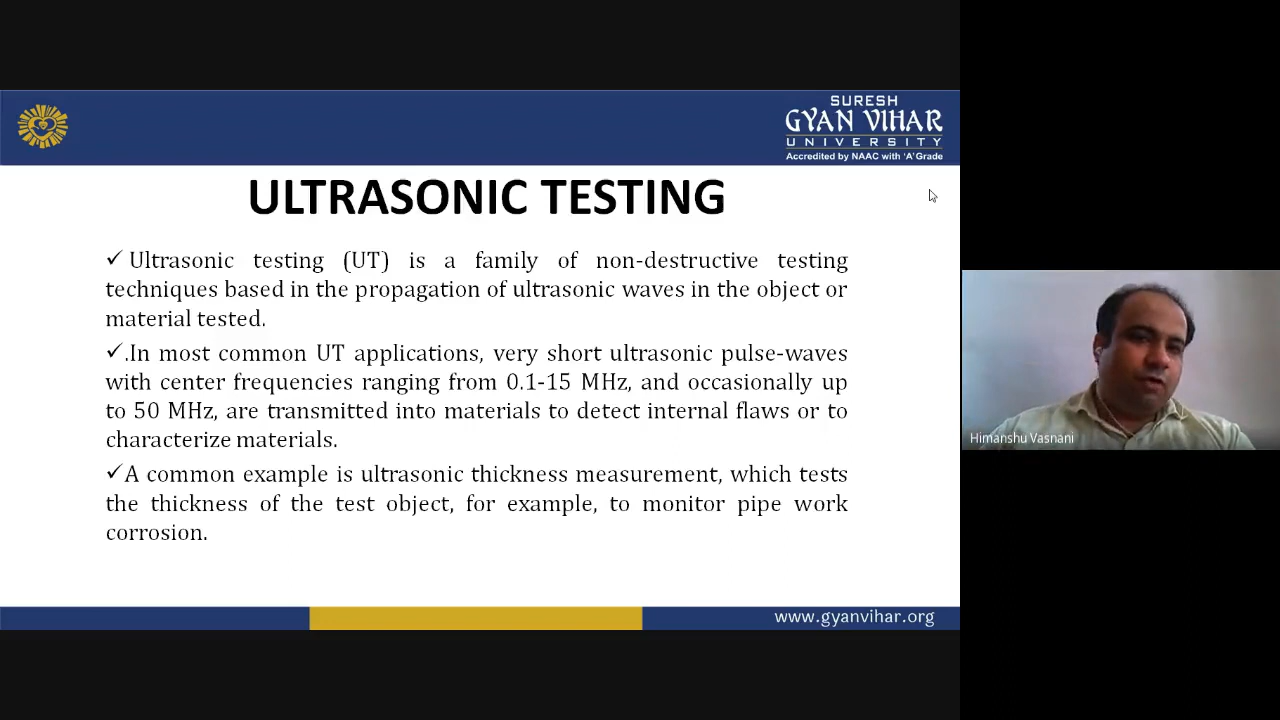 SURESH
GYAN VIHAR
UNIVERSITY
Accredited by NAAC with 'A' Grade
ULTRASONIC TESTING
✓ Ultrasonic testing (UT) is a family of non-destructive testing
techniques based in the propagation of ultrasonic waves in the object or
material tested.
✓.In most common UT applications, very short ultrasonic pulse-waves
with center frequencies ranging from 0.1-15 MHz, and occasionally up
to 50 MHz, are transmitted into materials to detect internal flaws or to
characterize materials.
✓A common example is ultrasonic thickness measurement, which tests
the thickness of the test object, for example, to monitor pipe work
corrosion.
www.gyanvihar.org
Himanshu Vasnani